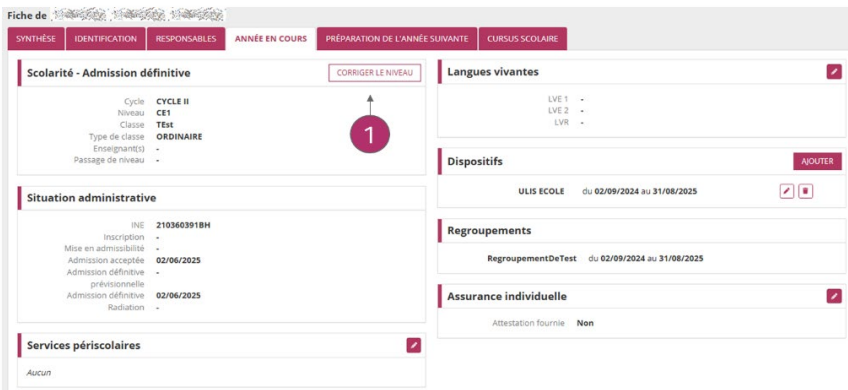 Fiche de
SYNTHÈSE IDENTIFICATION RESPONSABLES ANNÉE EN COURS PRÉPARATION DE L'ANNÉE SUIVANTE CURSUS SCOLAIRE
Scolarité - Admission définitive CORRIGER LE NIVEAU
Cycle CYCLE II
Niveau CE1
Classe TEst
Type de classe ORDINAIRE
Enseignant(s) -
Passage de niveau -
1
Situation administrative
INE 210360391BH
Inscription -
Mise en admissibilité -
Admission acceptée 02/06/2025
Admission définitive -
prévisionnelle
Admission définitive 02/06/2025
Radiation -
Services périscolaires
Aucun
Langues vivantes
LVE 1 -
LVE 2 -
LVR -
Dispositifs AJOUTER
ULIS ECOLE du 02/09/2024 au 31/08/2025
Regroupements
RegroupementDeTest du 02/09/2024 au 31/08/2025
Assurance individuelle
Attestation fournie Non